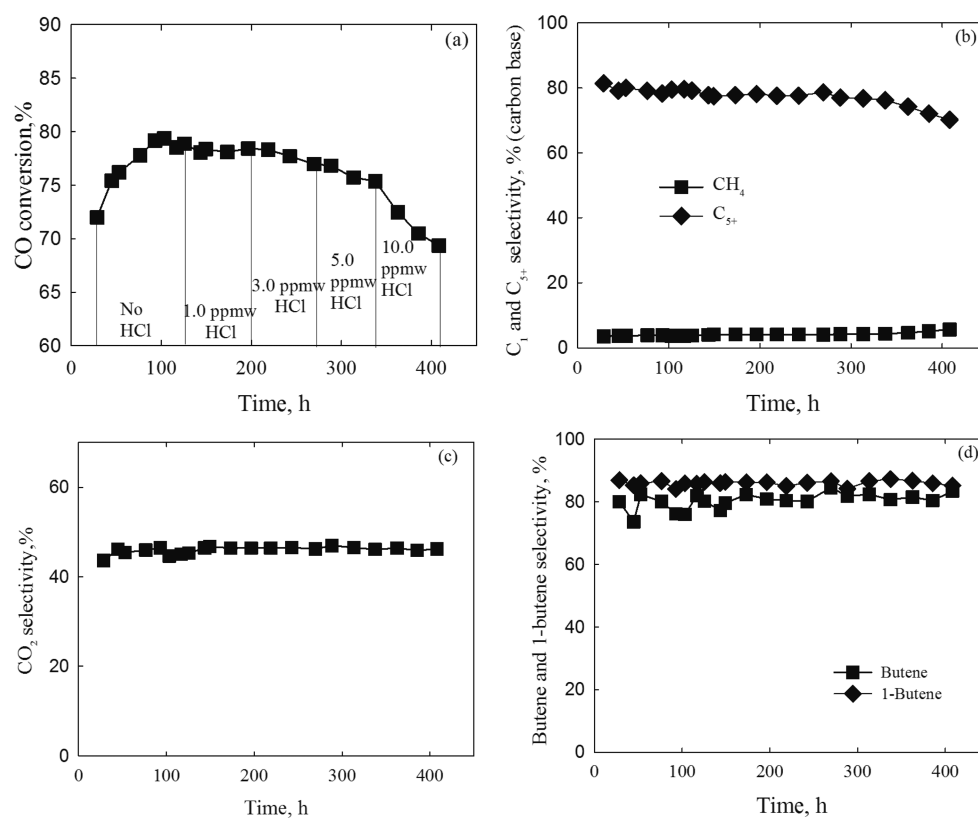 (a)
CO conversion,%
90
85
80
75
70
65
60
No
HCl
1.0 ppmw
HCl
3.0 ppmw
HCl
5.0
ppmw
HCl
10.0
ppmw
HCl
0 100 200 300 400
Time, h
(b)
C₁ and C₅₊ selectivity, % (carbon base)
100
80
60
40
20
0
CH₄
C₅₊
0 100 200 300 400
Time, h
(c)
CO₂ selectivity,%
60
40
20
0
0 100 200 300 400
Time, h
(d)
Butene and 1-butene selectivity, %
100
80
60
40
20
0
Butene
1-Butene
0 100 200 300 400
Time, h